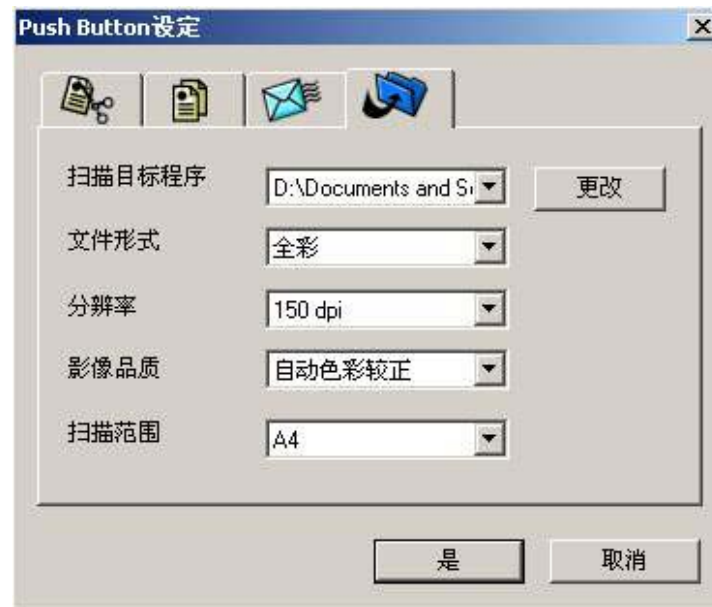 Push Button设定
扫描目标程序 D:\Documents and S 更改
文件形式 全彩
分辨率 150 dpi
影像品质 自动色彩较正
扫描范围 A4
是 取消